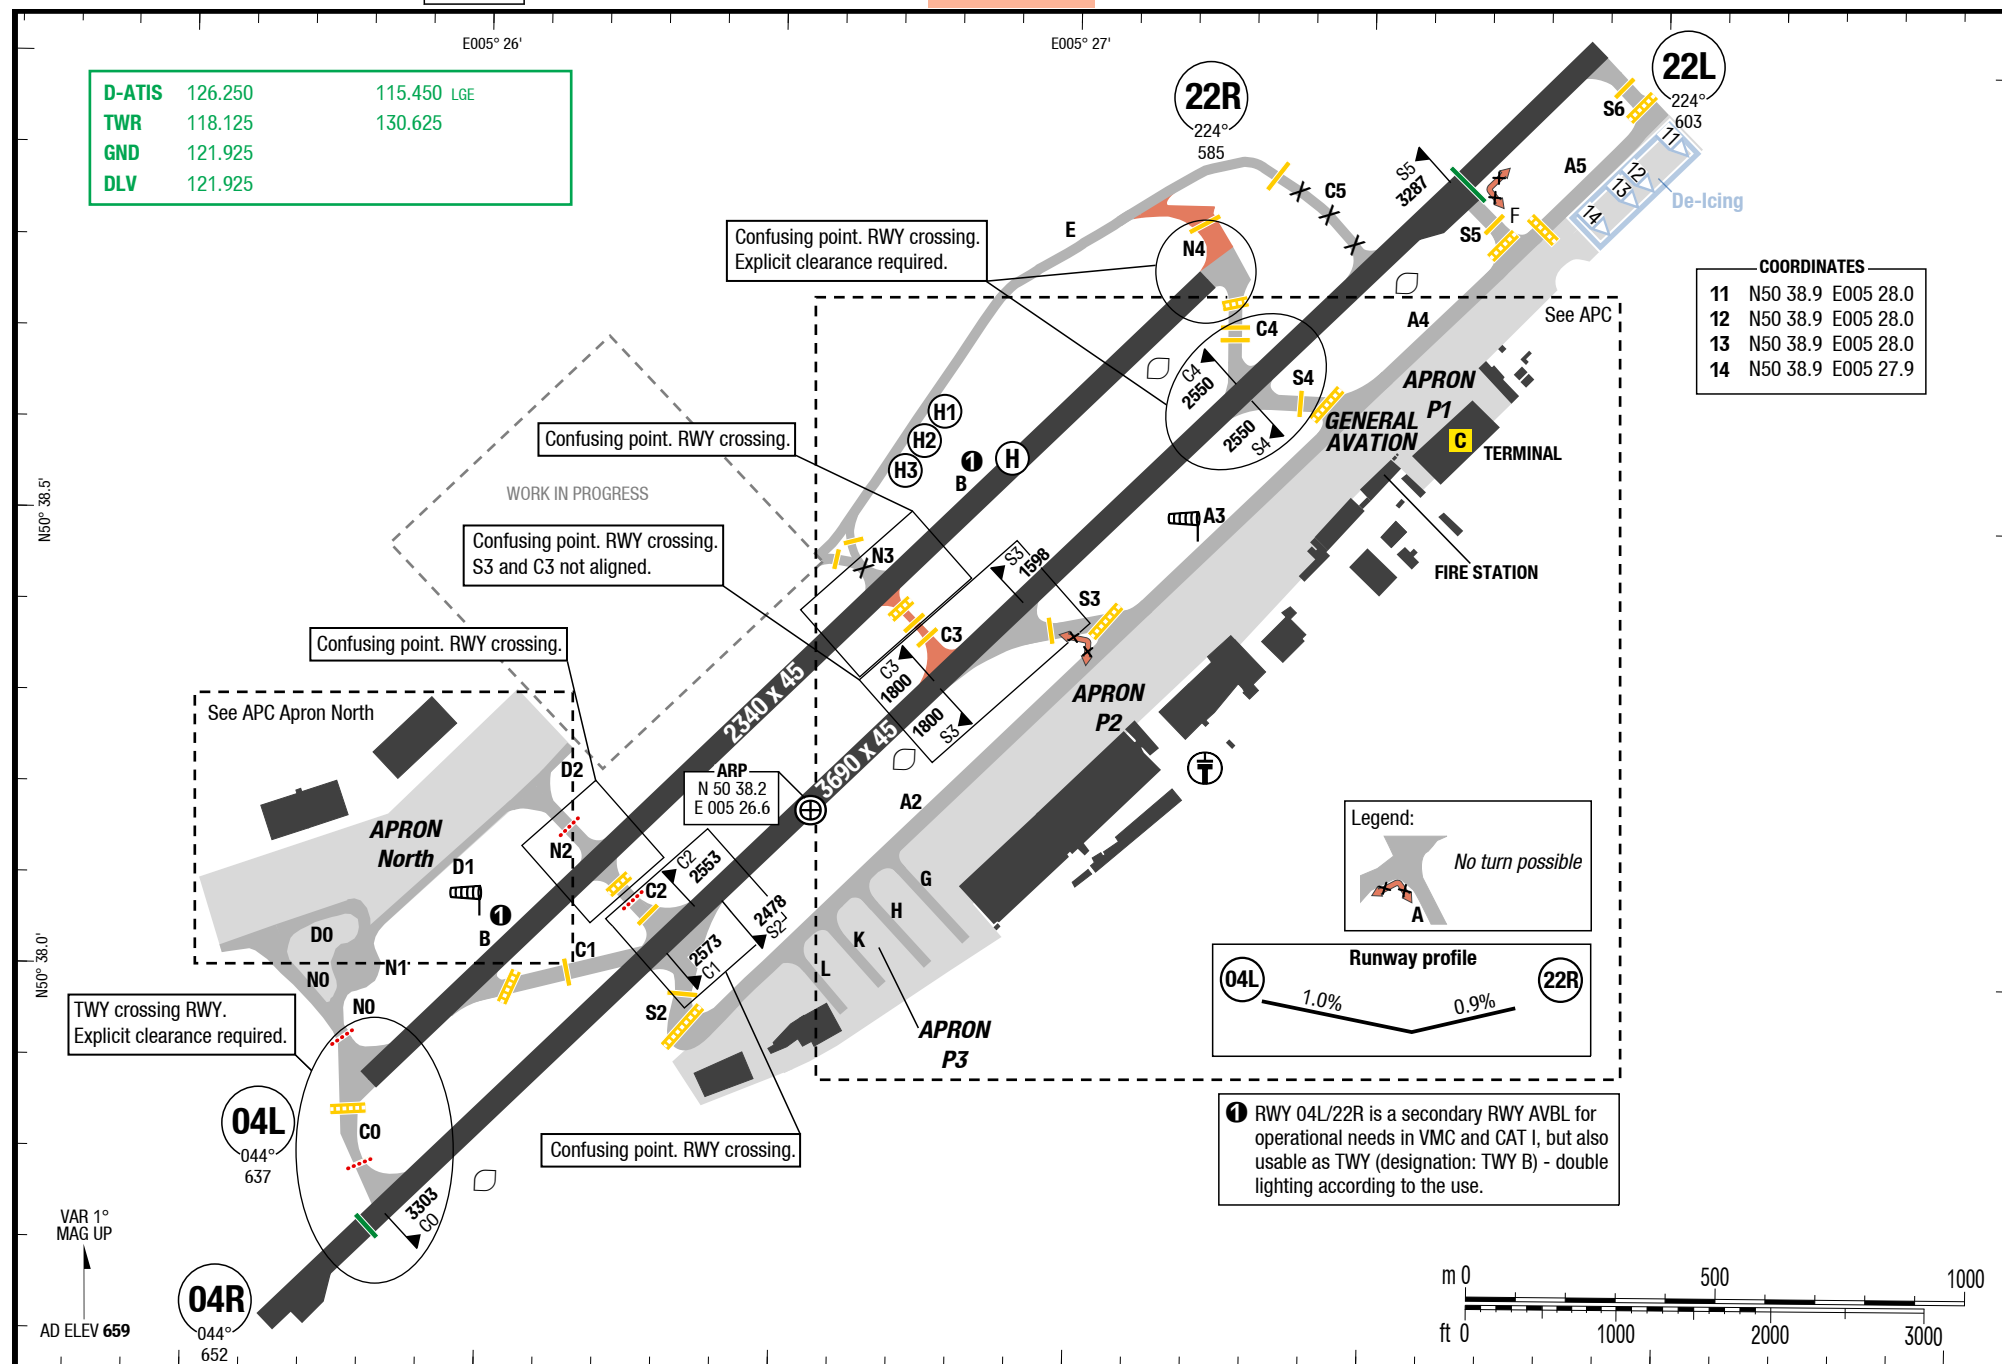 E005° 26'
E005° 27'
D-ATIS 126.250 115.450 LGE
TWR 118.125 130.625
GND 121.925
DLV 121.925
22R
224°
585
22L
224°
603
S6
11
12
13
14
A5
De-Icing
S5
3287
F
S5
C5
E
N4
Confusing point. RWY crossing.
Explicit clearance required.
COORDINATES
11 N50 38.9 E005 28.0
12 N50 38.9 E005 28.0
13 N50 38.9 E005 28.0
14 N50 38.9 E005 27.9
See APC
A4
C4
C4
2550
S4
2550
S4
APRON
P1
GENERAL
AVATION
C
TERMINAL
H1
H2
H3
1
B
H
Confusing point. RWY crossing.
WORK IN PROGRESS
N50° 38.5'
A3
FIRE STATION
Confusing point. RWY crossing.
S3 and C3 not aligned.
N3
S3
1598
S3
C3
C3
1800
1800
S3
Confusing point. RWY crossing.
APRON
P2
2340 X 45
3690 X 45
See APC Apron North
D2
ARP
N 50 38.2
E 005 26.6
A2
APRON
North
N2
D1
C2
2553
C2
2478
S2
2573
C1
G
H
K
L
Legend:
No turn possible
A
1
B
D0
N0
N1
C1
N50° 38.0'
Runway profile
04L
1.0%
0.9%
22R
TWY crossing RWY.
Explicit clearance required.
N0
S2
APRON
P3
04L
044°
637
C0
Confusing point. RWY crossing.
1 RWY 04L/22R is a secondary RWY AVBL for
operational needs in VMC and CAT I, but also
usable as TWY (designation: TWY B) - double
lighting according to the use.
3303
C0
VAR 1°
MAG UP
AD ELEV 659
04R
044°
652
m 0 500 1000
ft 0 1000 2000 3000